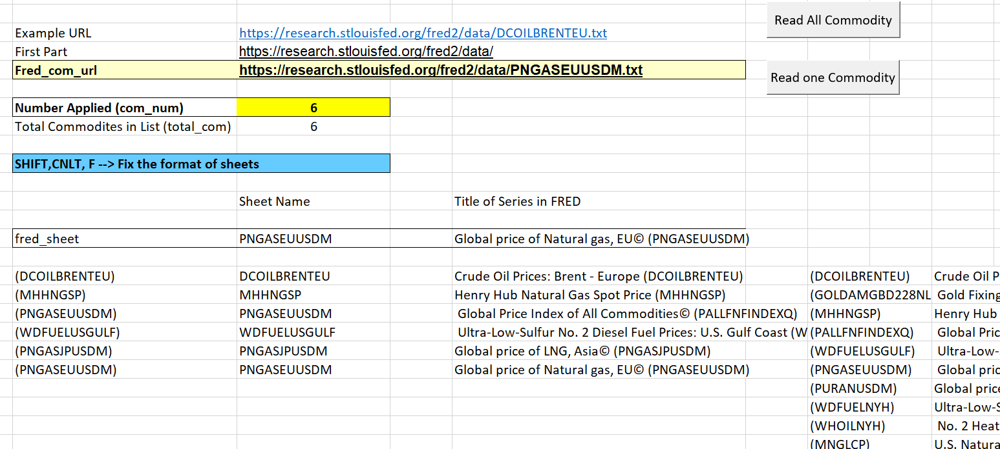 Read All Commodity
Example URL https://research.stlouisfed.org/fred2/data/DCOILBRENTEU.txt
First Part https://research.stlouisfed.org/fred2/data/
Fred_com_url https://research.stlouisfed.org/fred2/data/PNGASEUUSDM.txt
Read one Commodity
Number Applied (com_num) 6
Total Commodites in List (total_com) 6
SHIFT,CNLT, F --> Fix the format of sheets
Sheet Name Title of Series in FRED
fred_sheet PNGASEUUSDM Global price of Natural gas, EU© (PNGASEUUSDM)
(DCOILBRENTEU) DCOILBRENTEU Crude Oil Prices: Brent - Europe (DCOILBRENTEU) (DCOILBRENTEU) Crude Oil P
(MHHNGSP) MHHNGSP Henry Hub Natural Gas Spot Price (MHHNGSP) (GOLDAMGBD228NL Gold Fixing
(PNGASEUUSDM) PNGASEUUSDM Global Price Index of All Commodities© (PALLFNFINDEXQ) (MHHNGSP) Henry Hub
(WDFUELUSGULF) WDFUELUSGULF Ultra-Low-Sulfur No. 2 Diesel Fuel Prices: U.S. Gulf Coast (W (PALLFNFINDEXQ) Global Pric
(PNGASJPUSDM) PNGASJPUSDM Global price of LNG, Asia© (PNGASJPUSDM) (WDFUELUSGULF) Ultra-Low-
(PNGASEUUSDM) PNGASEUUSDM Global price of Natural gas, EU© (PNGASEUUSDM) (PNGASEUUSDM) Global pric
(PURANUSDM) Global price
(WDFUELNYH) Ultra-Low-S
(WHOILNYH) No. 2 Heat
(MNGLCP) U.S. Natura